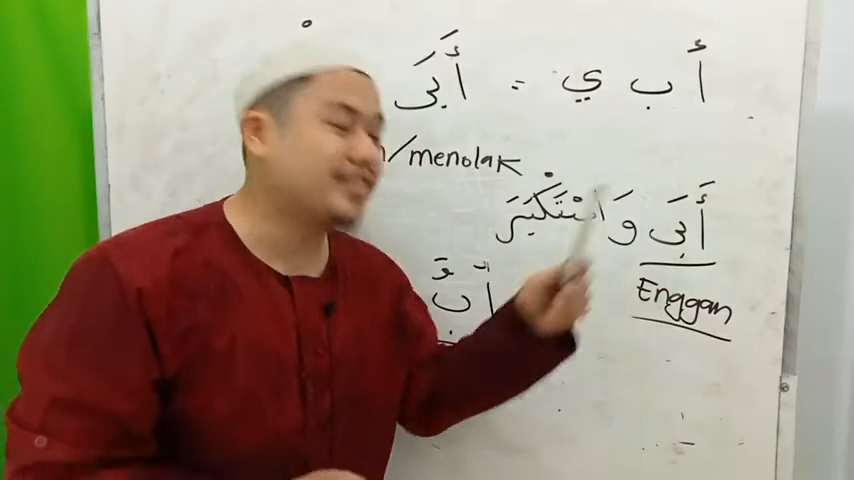 أ ب ي = أَبَى
/menolak
أَبَى وَاسْتَكْبَرَ
Enggan